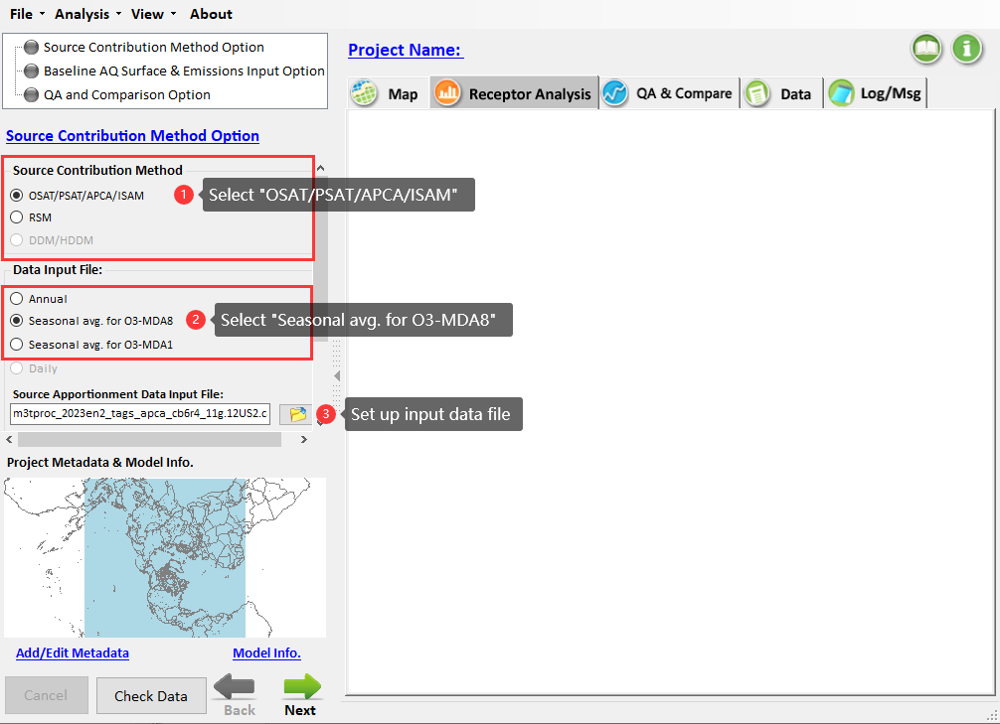 File Analysis View About
Source Contribution Method Option
Baseline AQ Surface & Emissions Input Option
QA and Comparison Option
Project Name:
Map Receptor Analysis QA & Compare Data Log/Msg
Source Contribution Method Option
Source Contribution Method
OSAT/PSAT/APCA/ISAM
1 Select "OSAT/PSAT/APCA/ISAM"
RSM
DDM/HDDM
Data Input File:
Annual
Seasonal avg. for O3-MDA8
2 Select "Seasonal avg. for O3-MDA8"
Seasonal avg. for O3-MDA1
Daily
Source Apportionment Data Input File:
m3tproc_2023en2_tags_apca_cb6r4_11g.12US2.c
3 Set up input data file
Project Metadata & Model Info.
Add/Edit Metadata Model Info.
Cancel Check Data Back Next